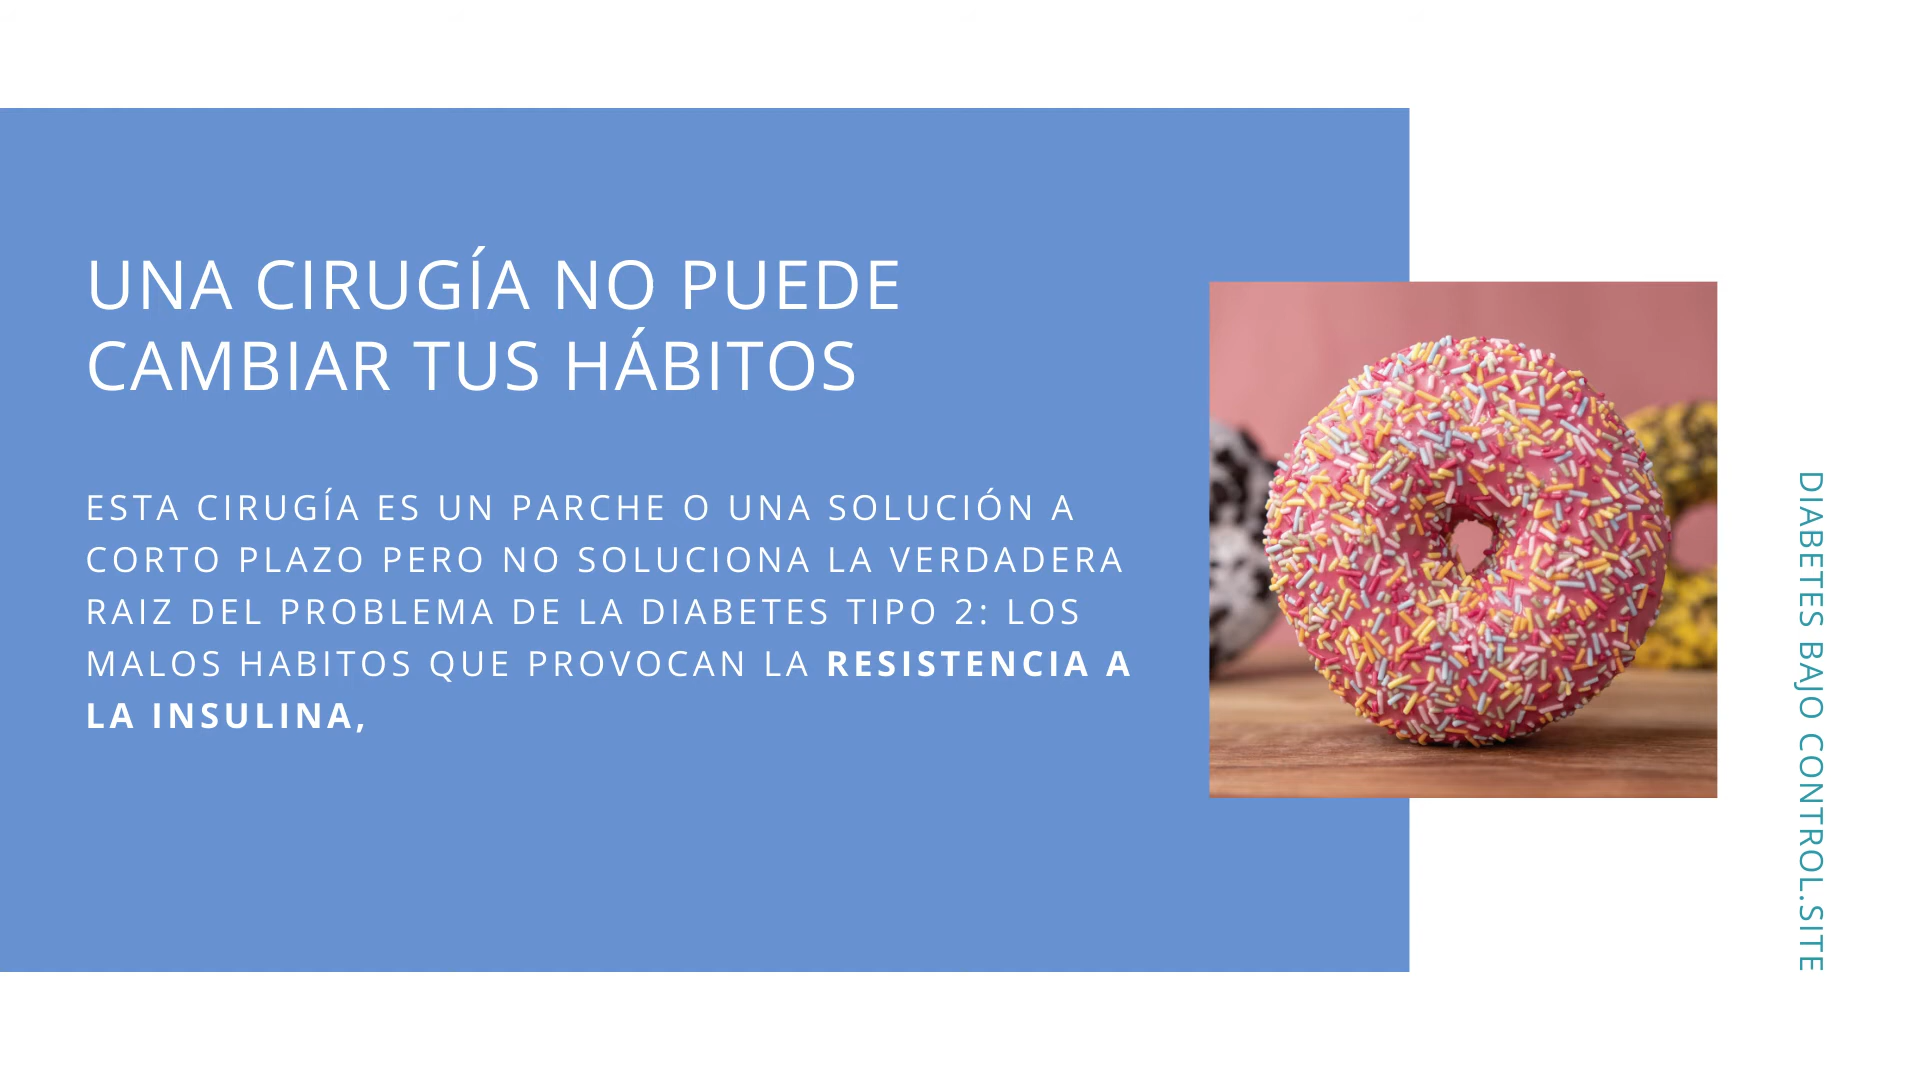 UNA CIRUGÍA NO PUEDE
CAMBIAR TUS HÁBITOS
ESTA CIRUGÍA ES UN PARCHE O UNA SOLUCIÓN A
CORTO PLAZO PERO NO SOLUCIONA LA VERDADERA
RAIZ DEL PROBLEMA DE LA DIABETES TIPO 2: LOS
MALOS HABITOS QUE PROVOCAN LA RESISTENCIA A
LA INSULINA,
DIABETES BAJO CONTROL.SITE